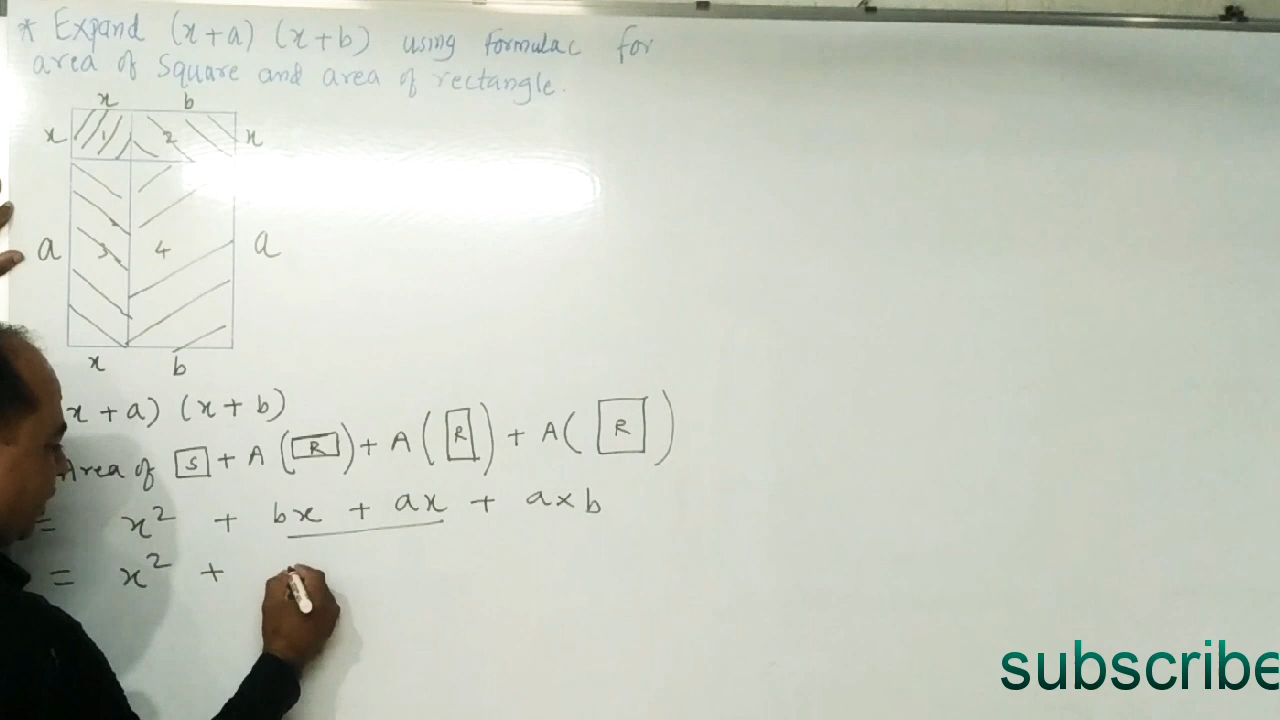 * Expand (x+a) (x+b) using formulae for
area of square and area of rectangle.
x b
x 1 2 x
a 3 4 a
x b
x + a) (x + b)
Area of S + A (R) + A (R) + A (R)
= x² + bx + ax + a×b
= x² +
subscribe